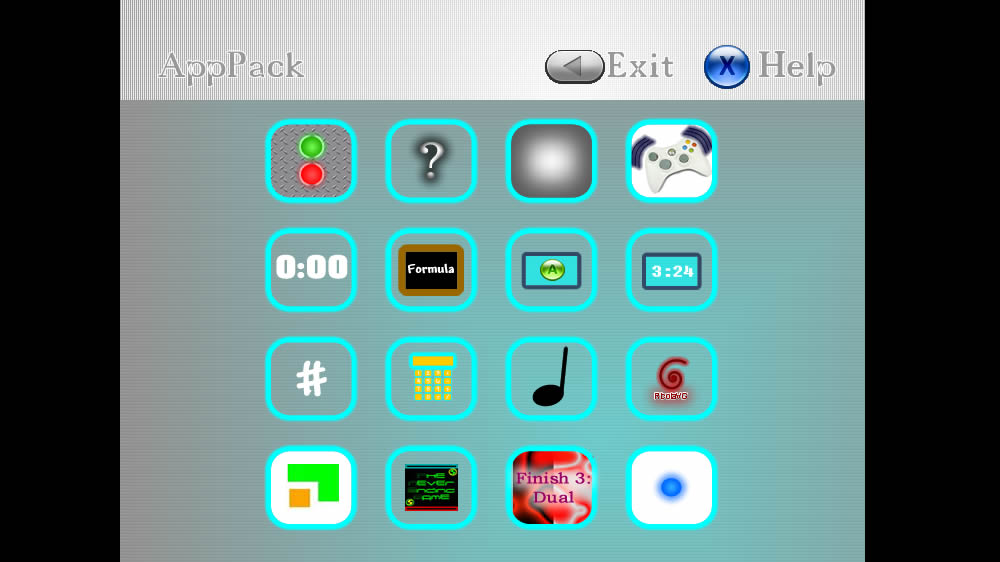 AppPack
Exit
X Help
?
0:00
Formula
A
3:24
#
Finish 3:
Dual